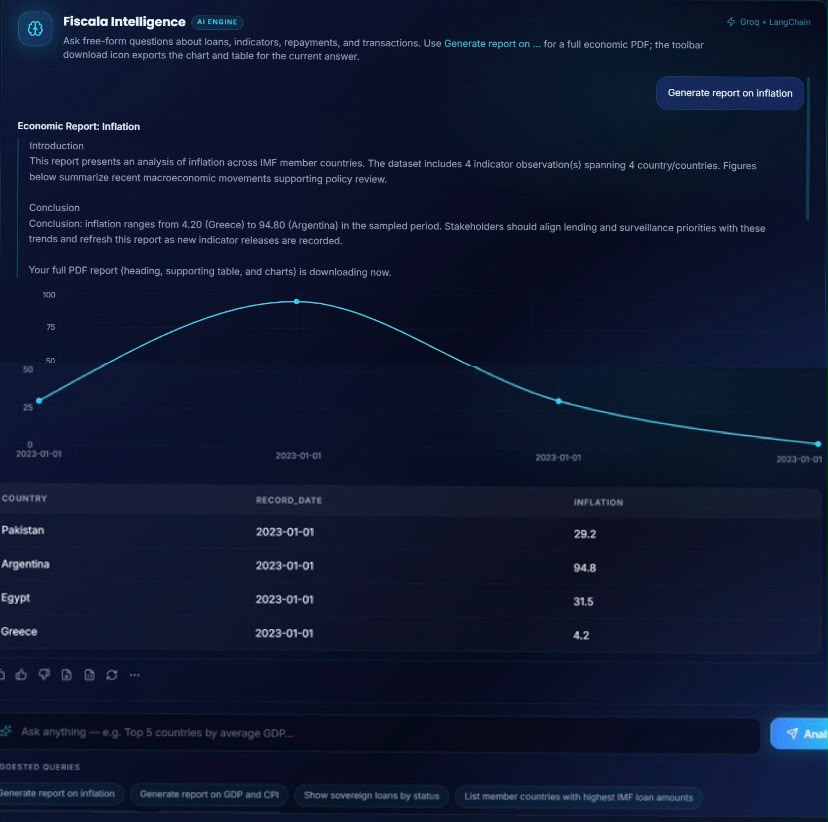 Fiscala Intelligence AI ENGINE
Groq + LangChain
Ask free-form questions about loans, indicators, repayments, and transactions. Use Generate report on ... for a full economic PDF; the toolbar
download icon exports the chart and table for the current answer.
Generate report on inflation
Economic Report: Inflation
Introduction
This report presents an analysis of inflation across IMF member countries. The dataset includes 4 indicator observation(s) spanning 4 country/countries. Figures
below summarize recent macroeconomic movements supporting policy review.
Conclusion
Conclusion: inflation ranges from 4.20 (Greece) to 94.80 (Argentina) in the sampled period. Stakeholders should align lending and surveillance priorities with these
trends and refresh this report as new indicator releases are recorded.
Your full PDF report (heading, supporting table, and charts) is downloading now.
100
75
50
50
25
0
2023-01-01 2023-01-01 2023-01-01 2023-01-01
COUNTRY RECORD_DATE INFLATION
Pakistan 2023-01-01 29.2
Argentina 2023-01-01 94.8
Egypt 2023-01-01 31.5
Greece 2023-01-01 4.2
Ask anything — e.g. Top 5 countries by average GDP...
Anal
GGESTED QUERIES
Generate report on inflation Generate report on GDP and CPI Show sovereign loans by status List member countries with highest IMF loan amounts